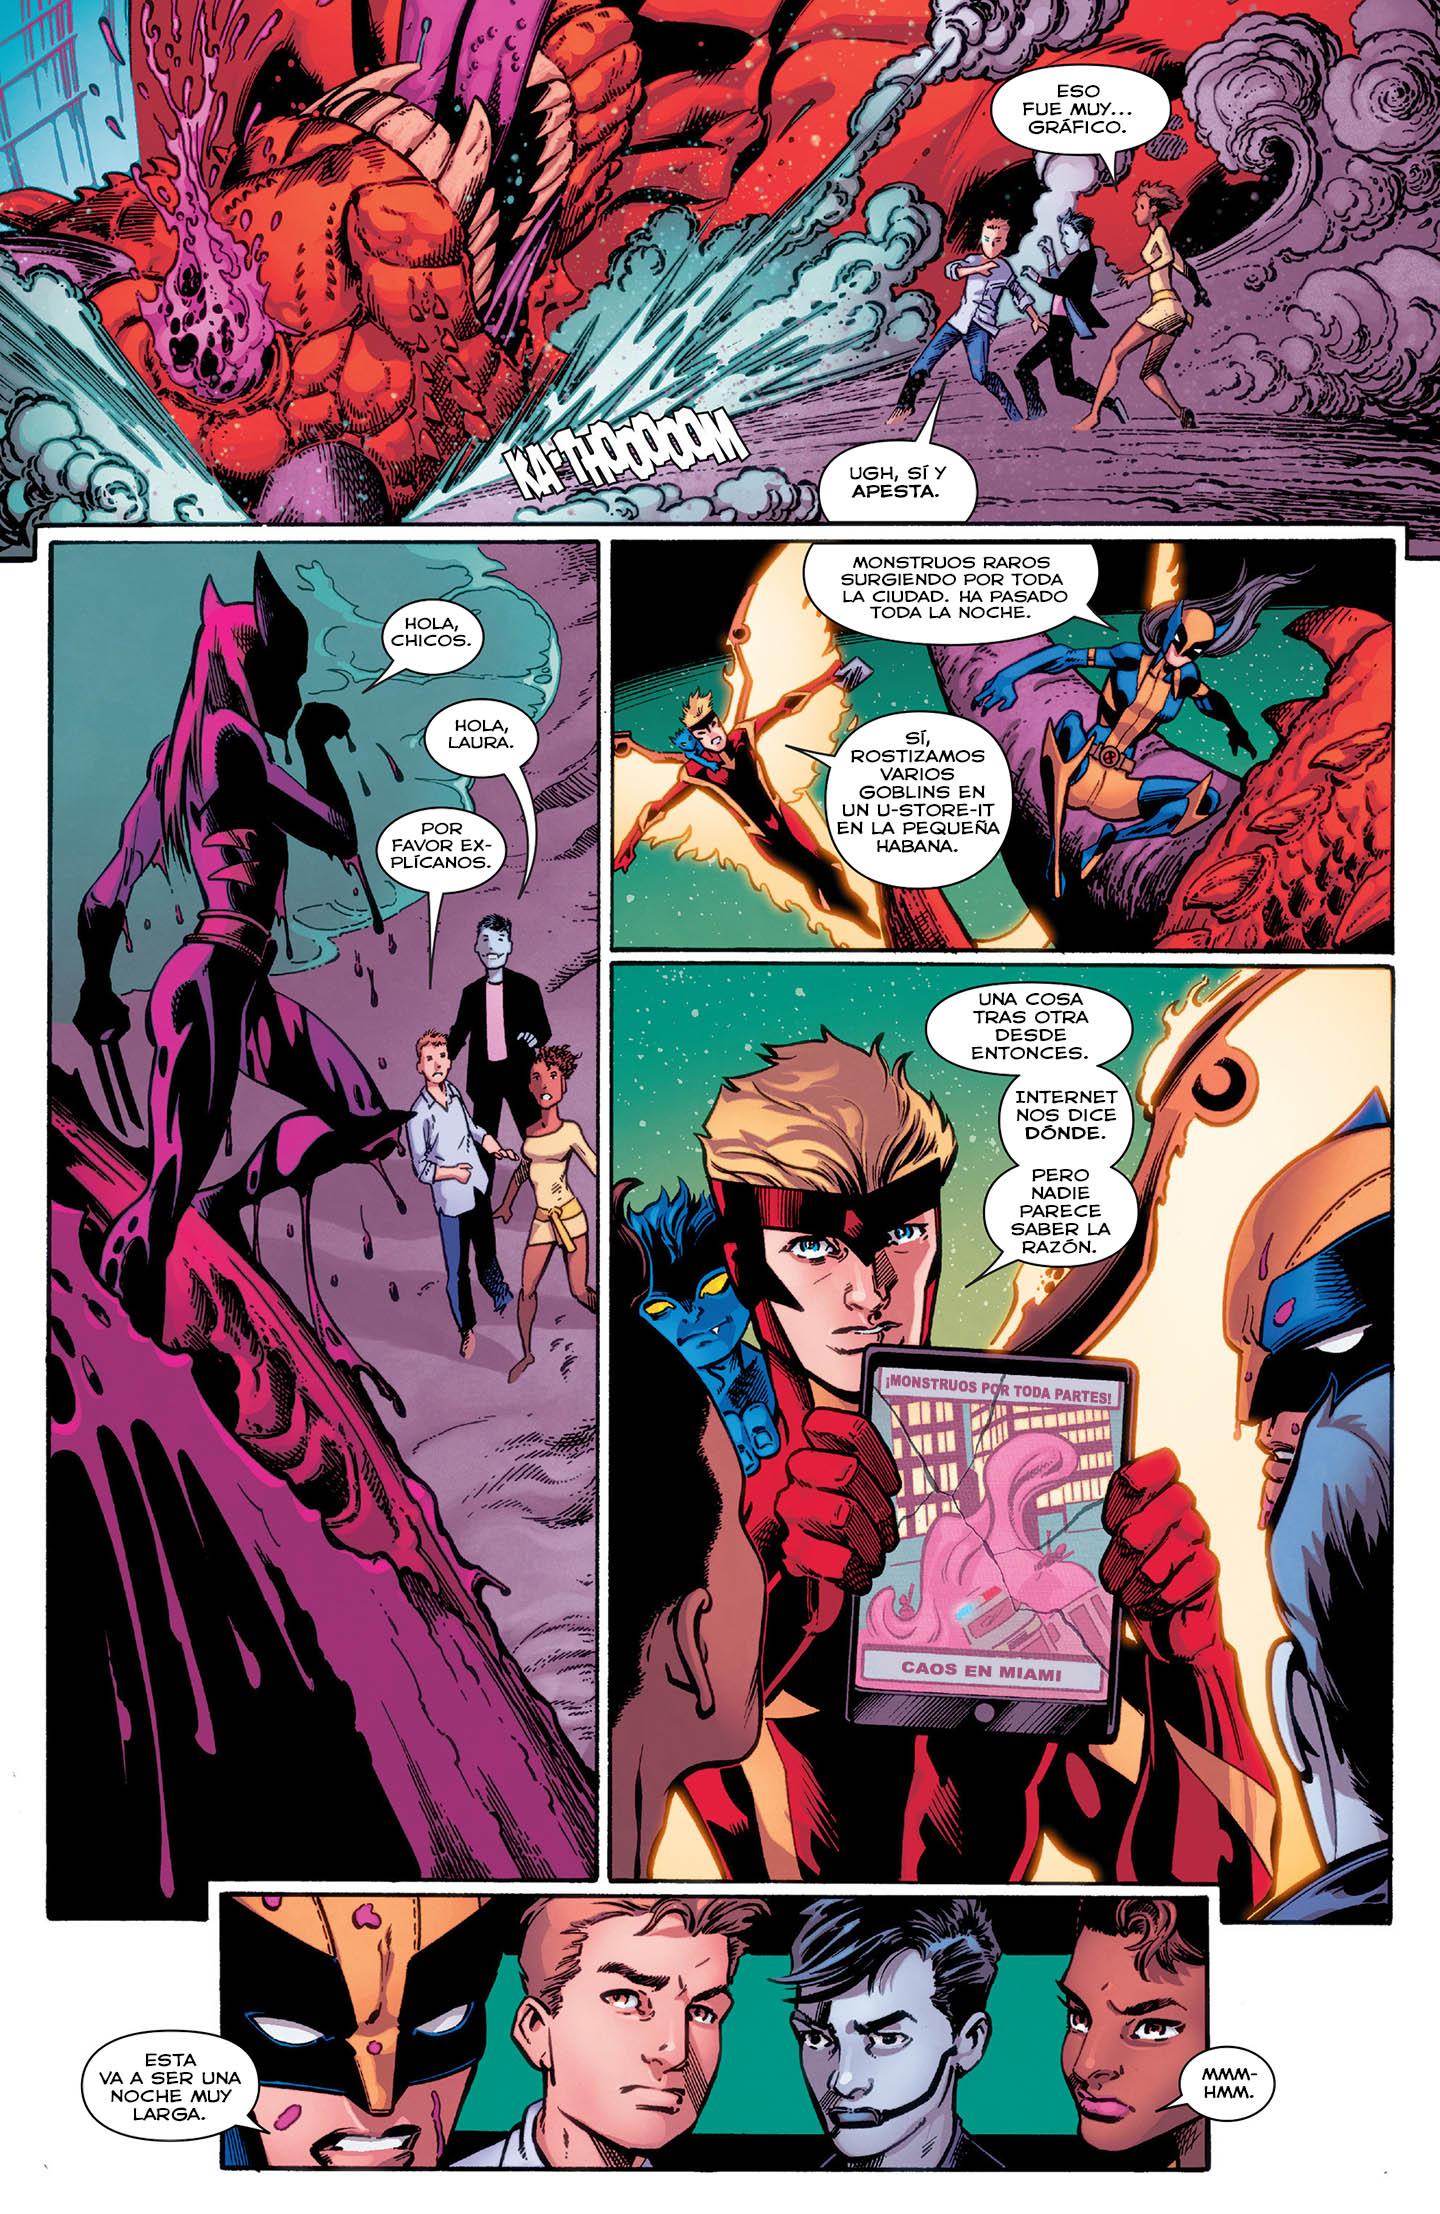 ESO
FUE MUY...
GRÁFICO.
KA-THOOOOOM
UGH, SÍ Y
APESTA.
HOLA,
CHICOS.
HOLA,
LAURA.
POR
FAVOR EX-
PLÍCANOS.
MONSTRUOS RAROS
SURGIENDO POR TODA
LA CIUDAD. HA PASADO
TODA LA NOCHE.
SÍ,
ROSTIZAMOS
VARIOS
GOBLINS EN
UN U-STORE-IT
EN LA PEQUEÑA
HABANA.
UNA COSA
TRAS OTRA
DESDE
ENTONCES.
INTERNET
NOS DICE
DÓNDE.
PERO
NADIE
PARECE
SABER LA
RAZÓN.
¡MONSTRUOS POR TODA PARTES!
CAOS EN MIAMI
ESTA
VA A SER UNA
NOCHE MUY
LARGA.
MMM-
HMM.